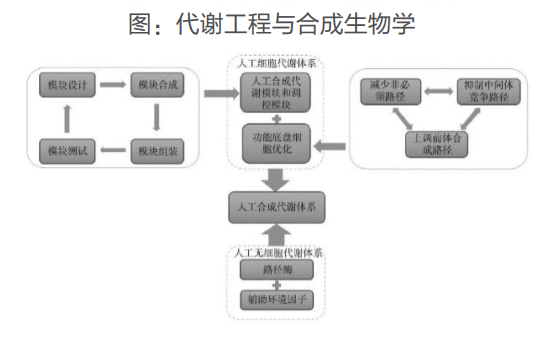 图：代谢工程与合成生物学
人工细胞代谢体系
模块设计
模块合成
模块测试
模块组装
人工合成代
谢模块和调
控模块
功能底盘细
胞优化
减少非必
须路径
抑制中间体
竞争路径
上调前体合
成路径
人工合成代谢体系
人工无细胞代谢体系
路径酶
辅助环境因子